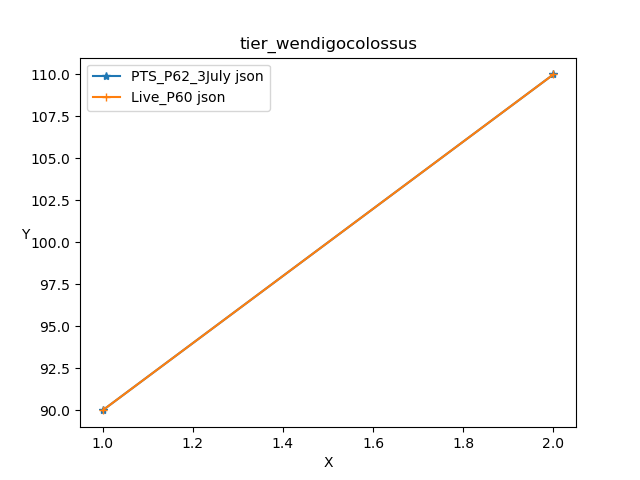 tier_wendigocolossus
PTS_P62_3July json
Live_P60 json
110.0
107.5
105.0
102.5
100.0
97.5
95.0
92.5
90.0
Y
1.0 1.2 1.4 1.6 1.8 2.0
X